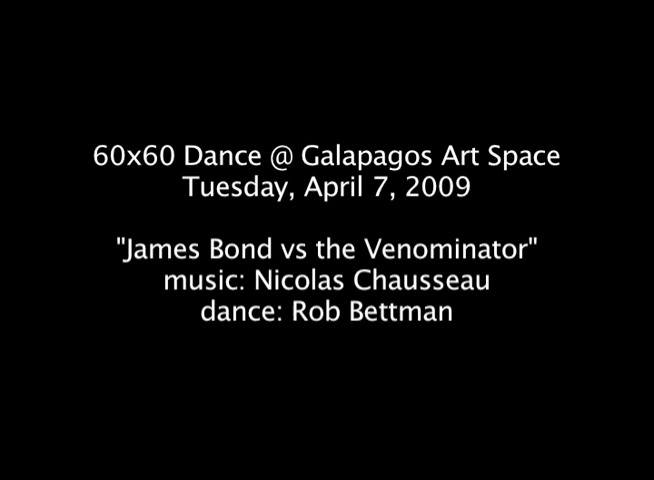 60x60 Dance @ Galapagos Art Space
Tuesday, April 7, 2009
"James Bond vs the Venominator"
music: Nicolas Chausseau
dance: Rob Bettman